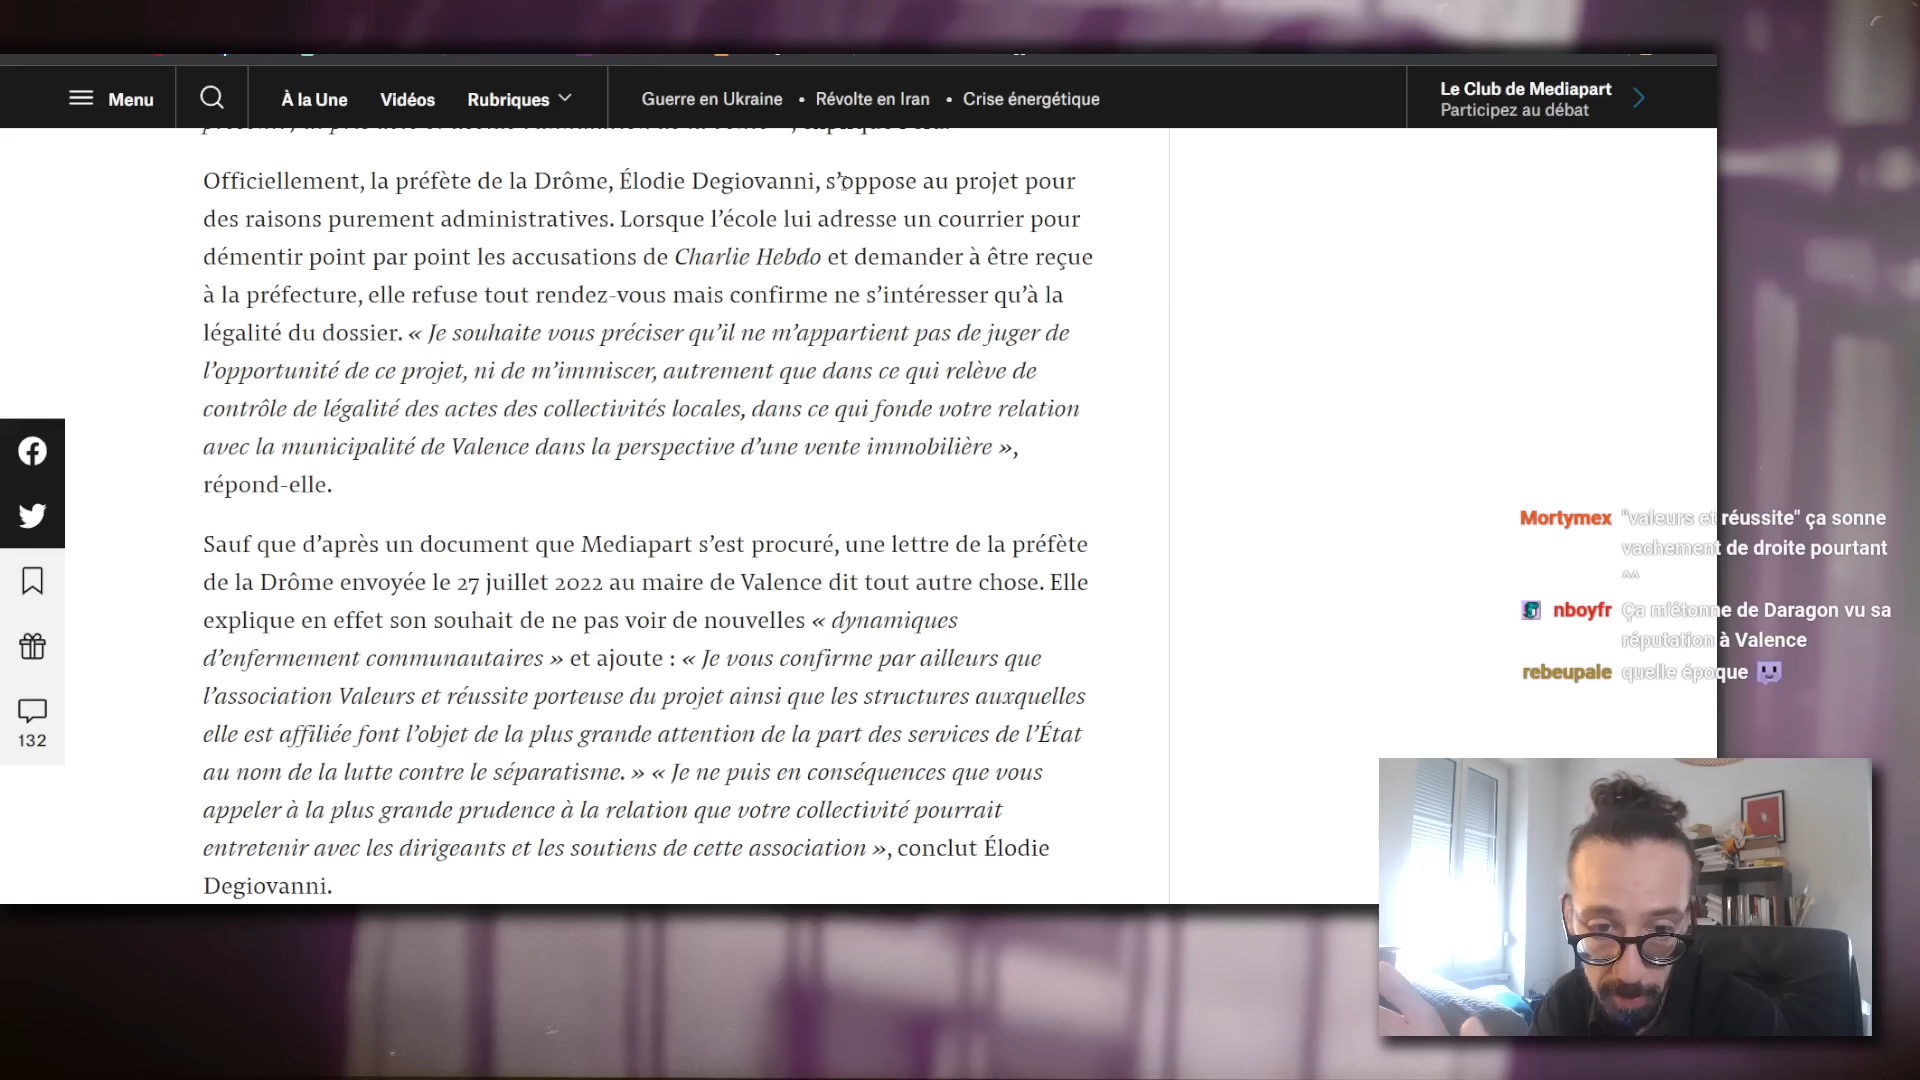 Menu
À la Une
Vidéos
Rubriques
Guerre en Ukraine • Révolte en Iran • Crise énergétique
Le Club de Mediapart
Participez au débat
Officiellement, la préfète de la Drôme, Élodie Degiovanni, s’oppose au projet pour
des raisons purement administratives. Lorsque l’école lui adresse un courrier pour
démentir point par point les accusations de Charlie Hebdo et demander à être reçue
à la préfecture, elle refuse tout rendez-vous mais confirme ne s’intéresser qu’à la
légalité du dossier. « Je souhaite vous préciser qu’il ne m’appartient pas de juger de
l’opportunité de ce projet, ni de m’immiscer, autrement que dans ce qui relève de
contrôle de légalité des actes des collectivités locales, dans ce qui fonde votre relation
avec la municipalité de Valence dans la perspective d’une vente immobilière »,
répond-elle.
Sauf que d’après un document que Mediapart s’est procuré, une lettre de la préfète
de la Drôme envoyée le 27 juillet 2022 au maire de Valence dit tout autre chose. Elle
explique en effet son souhait de ne pas voir de nouvelles « dynamiques
d’enfermement communautaires » et ajoute : « Je vous confirme par ailleurs que
l’association Valeurs et réussite porteuse du projet ainsi que les structures auxquelles
elle est affiliée font l’objet de la plus grande attention de la part des services de l’État
au nom de la lutte contre le séparatisme. » « Je ne puis en conséquences que vous
appeler à la plus grande prudence à la relation que votre collectivité pourrait
entretenir avec les dirigeants et les soutiens de cette association », conclut Élodie
Degiovanni.
132
Mortymex "valeurs et réussite" ça sonne
vachement de droite pourtant
^^
nboyfr Ça m'étonne de Daragon vu sa
réputation à Valence
rebeupale quelle époque